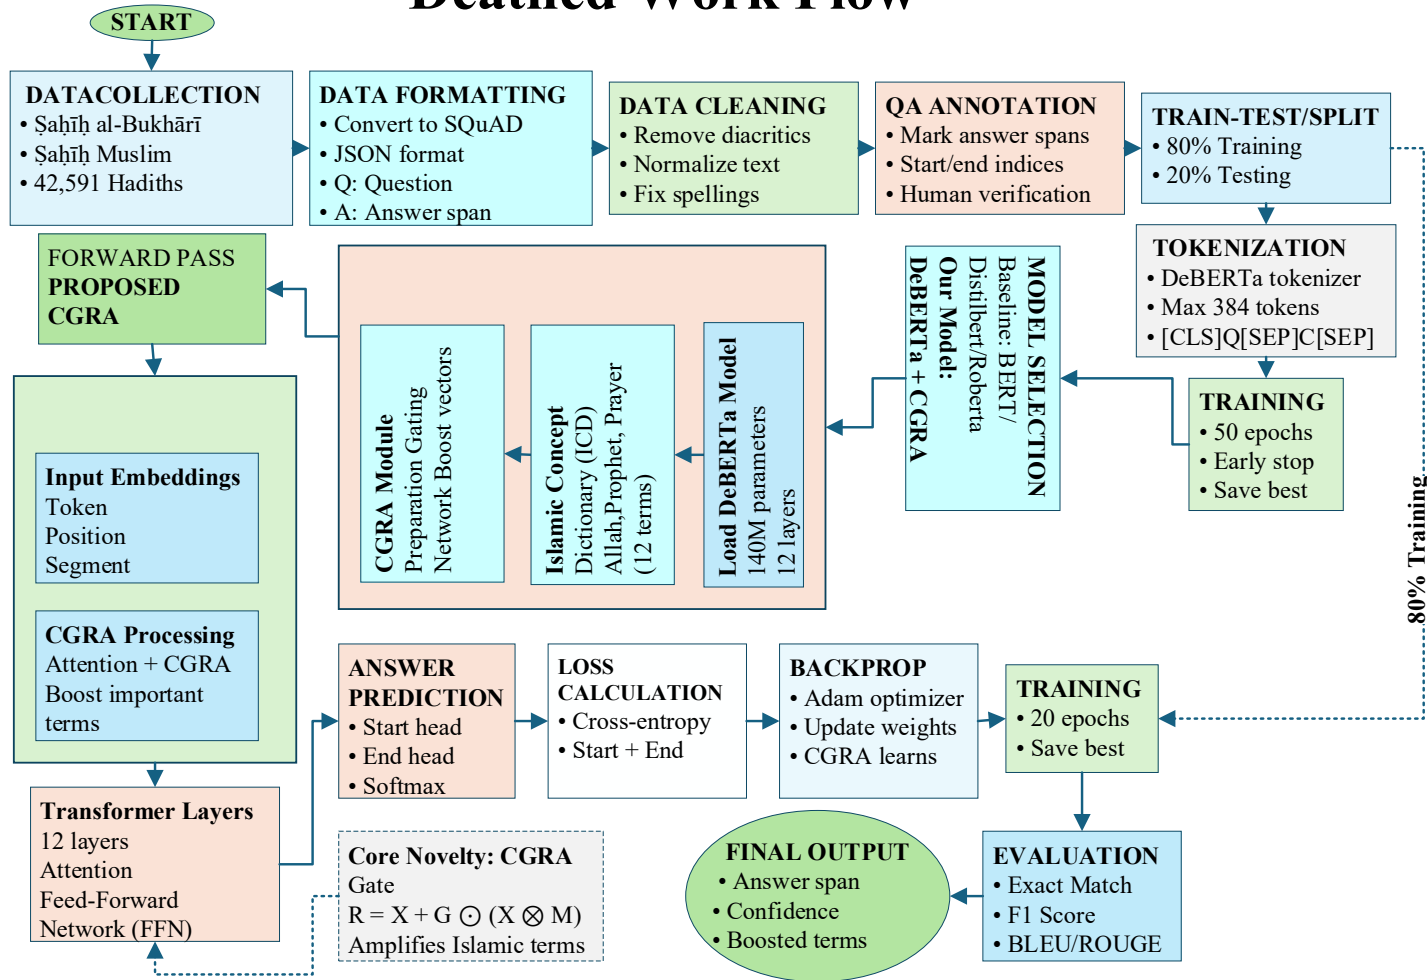 Deatiled Work Flow
START
DATACOLLECTION
• Ṣaḥīḥ al-Bukhārī
• Ṣaḥīḥ Muslim
• 42,591 Hadiths
DATA FORMATTING
• Convert to SQuAD
• JSON format
• Q: Question
• A: Answer span
DATA CLEANING
• Remove diacritics
• Normalize text
• Fix spellings
QA ANNOTATION
• Mark answer spans
• Start/end indices
• Human verification
TRAIN-TEST/SPLIT
• 80% Training
• 20% Testing
TOKENIZATION
• DeBERTa tokenizer
• Max 384 tokens
• [CLS]Q[SEP]C[SEP]
TRAINING
• 50 epochs
• Early stop
• Save best
80% Training
MODEL SELECTION
Baseline: BERT/
Distilbert/Roberta
Our Model:
DeBERTa + CGRA
Load DeBERTa Model
140M parameters
12 layers
Islamic Concept
Dictionary (ICD)
Allah,Prophet, Prayer
(12 terms)
CGRA Module
Preparation Gating
Network Boost vectors
FORWARD PASS
PROPOSED
CGRA
Input Embeddings
Token
Position
Segment
CGRA Processing
Attention + CGRA
Boost important
terms
Transformer Layers
12 layers
Attention
Feed-Forward
Network (FFN)
ANSWER
PREDICTION
• Start head
• End head
• Softmax
LOSS
CALCULATION
• Cross-entropy
• Start + End
BACKPROP
• Adam optimizer
• Update weights
• CGRA learns
TRAINING
• 20 epochs
• Save best
Core Novelty: CGRA
Gate
R = X + G ⊙ (X ⊗ M)
Amplifies Islamic terms
FINAL OUTPUT
• Answer span
• Confidence
• Boosted terms
EVALUATION
• Exact Match
• F1 Score
• BLEU/ROUGE